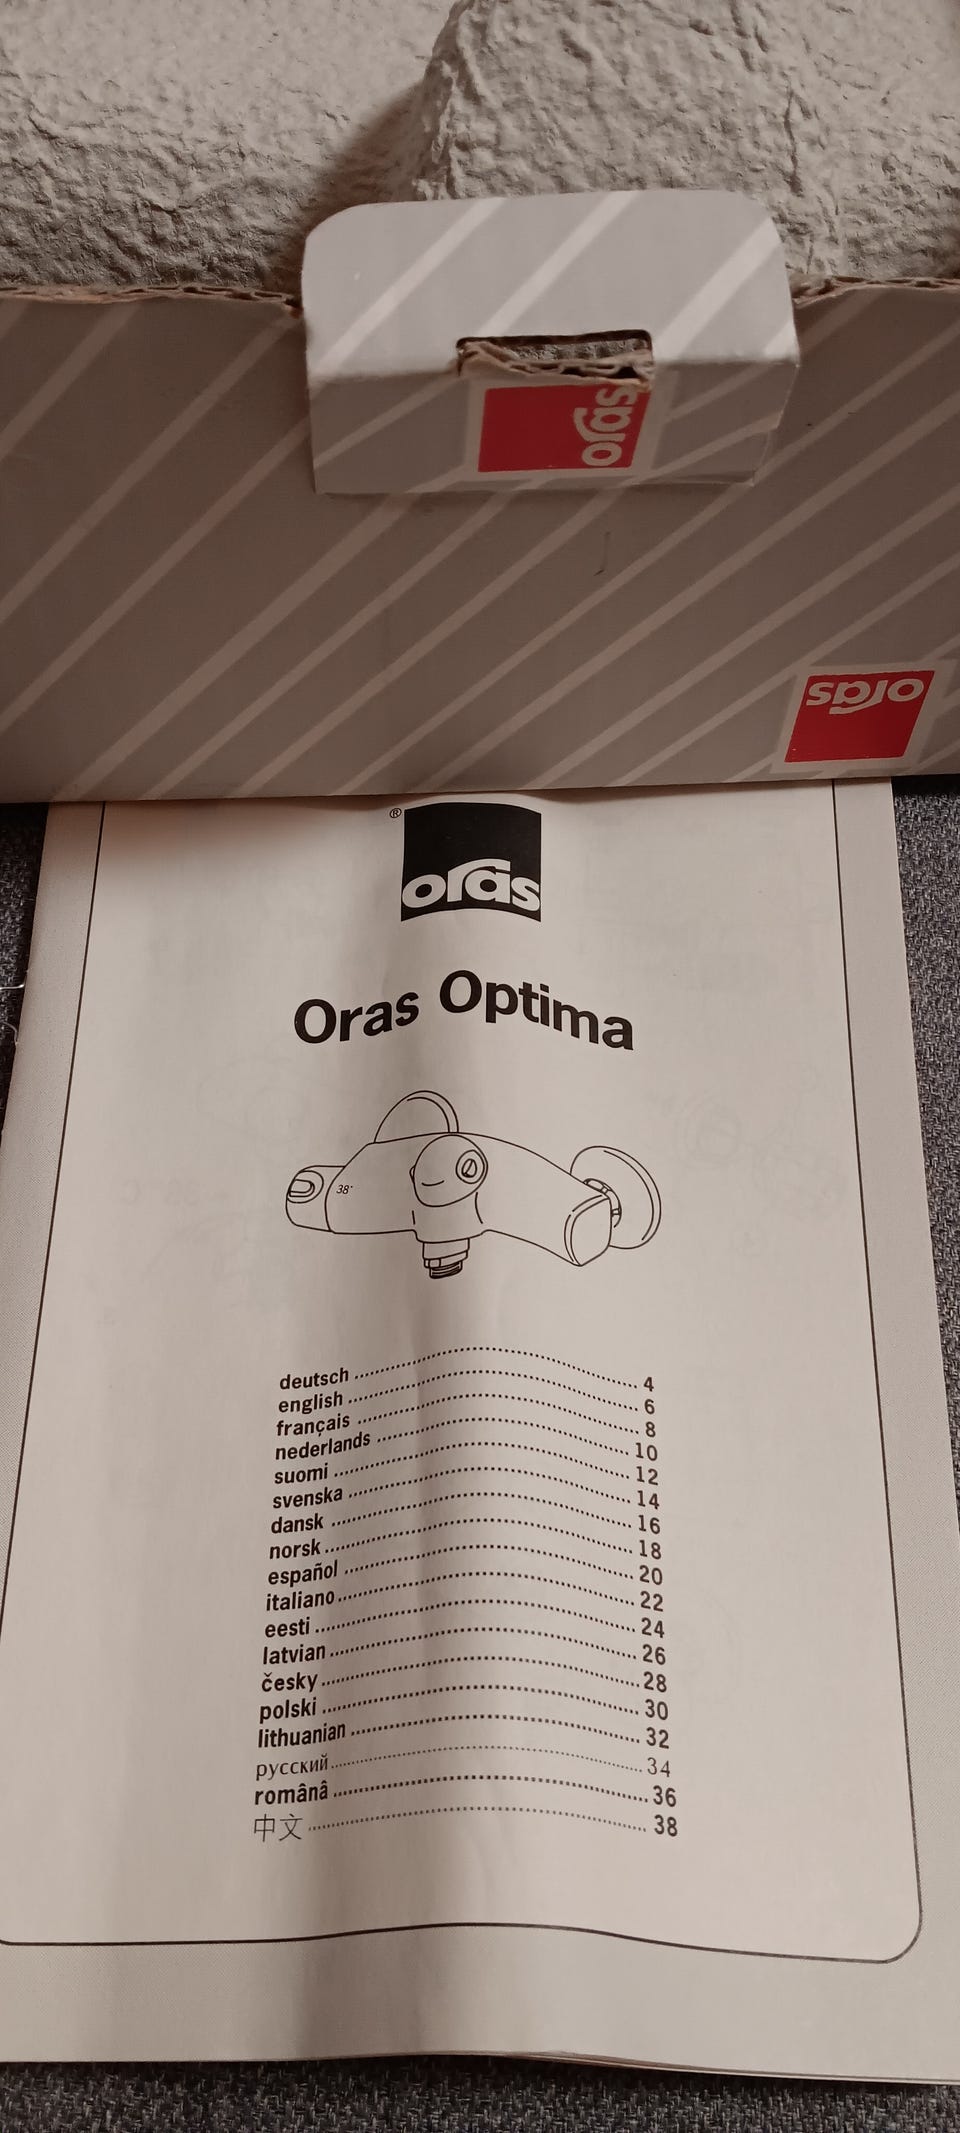 oras
oras
®
oras
Oras Optima
38°
deutsch 4
english 6
français 8
nederlands 10
suomi 12
svenska 14
dansk 16
norsk 18
español 20
italiano 22
eesti 24
latvian 26
česky 28
polski 30
lithuanian 32
русский 34
română 36
中文 38